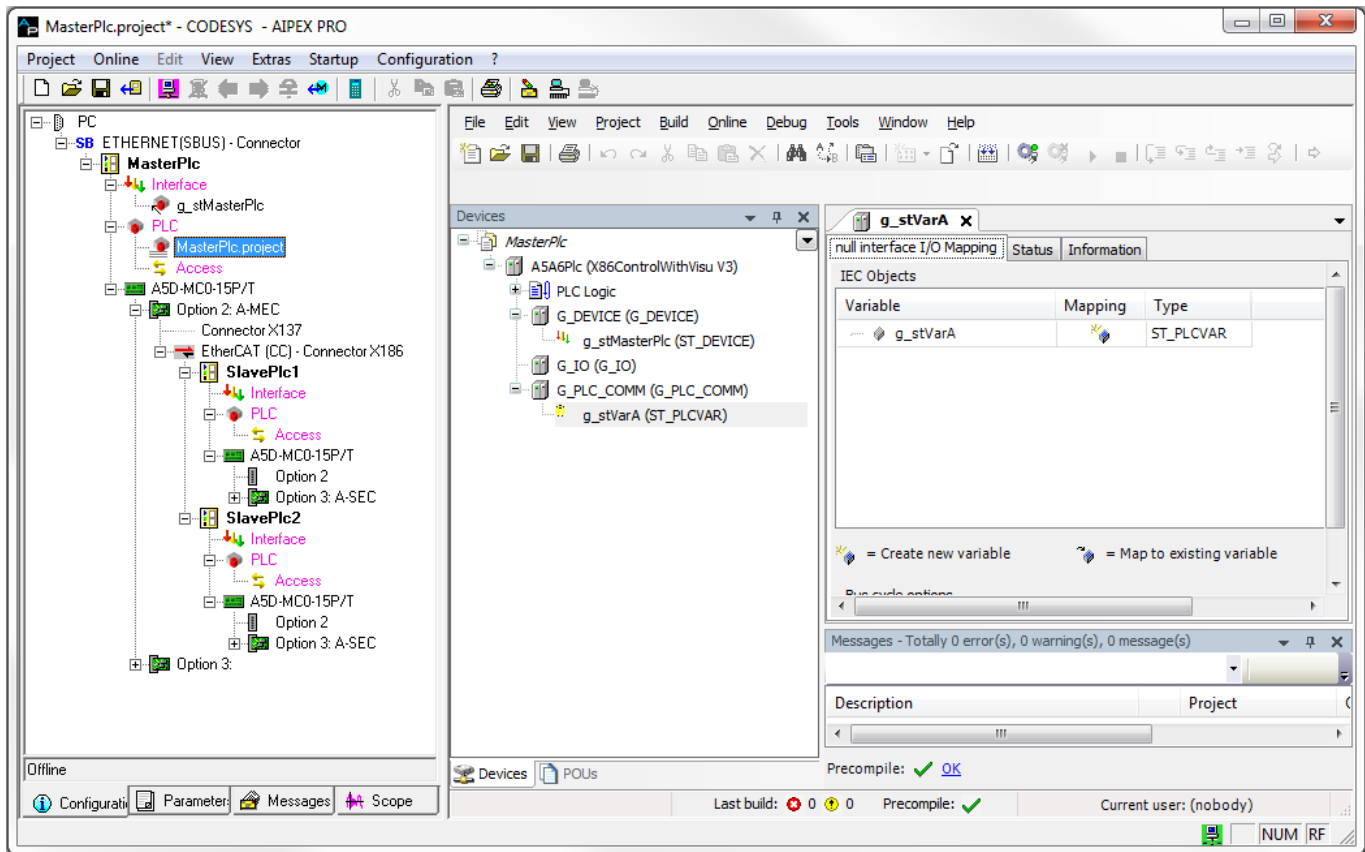 MasterPlc.project* - CODESYS - AIPEX PRO
Project Online Edit View Extras Startup Configuration ?
PC
SB ETHERNET(SBUS) - Connector
MasterPlc
Interface
g_stMasterPlc
PLC
MasterPlc.project
Access
A5D-MC0-15P/T
Option 2: A-MEC
Connector X137
EtherCAT (CC) - Connector X186
SlavePlc1
Interface
PLC
Access
A5D-MC0-15P/T
Option 2
Option 3: A-SEC
SlavePlc2
Interface
PLC
Access
A5D-MC0-15P/T
Option 2
Option 3: A-SEC
Option 3:
Offline
Configurati Parameter: Messages Scope
File Edit View Project Build Online Debug Tools Window Help
Devices
MasterPlc
A5A6Plc (X86ControlWithVisu V3)
PLC Logic
G_DEVICE (G_DEVICE)
g_stMasterPlc (ST_DEVICE)
G_IO (G_IO)
G_PLC_COMM (G_PLC_COMM)
g_stVarA (ST_PLCVAR)
Devices POUs
g_stVarA
null interface I/O Mapping Status Information
IEC Objects
Variable Mapping Type
g_stVarA ST_PLCVAR
= Create new variable = Map to existing variable
Bus cycle options
Messages - Totally 0 error(s), 0 warning(s), 0 message(s)
Description Project
Precompile: OK
Last build: 0 0 Precompile: Current user: (nobody)
NUM RF